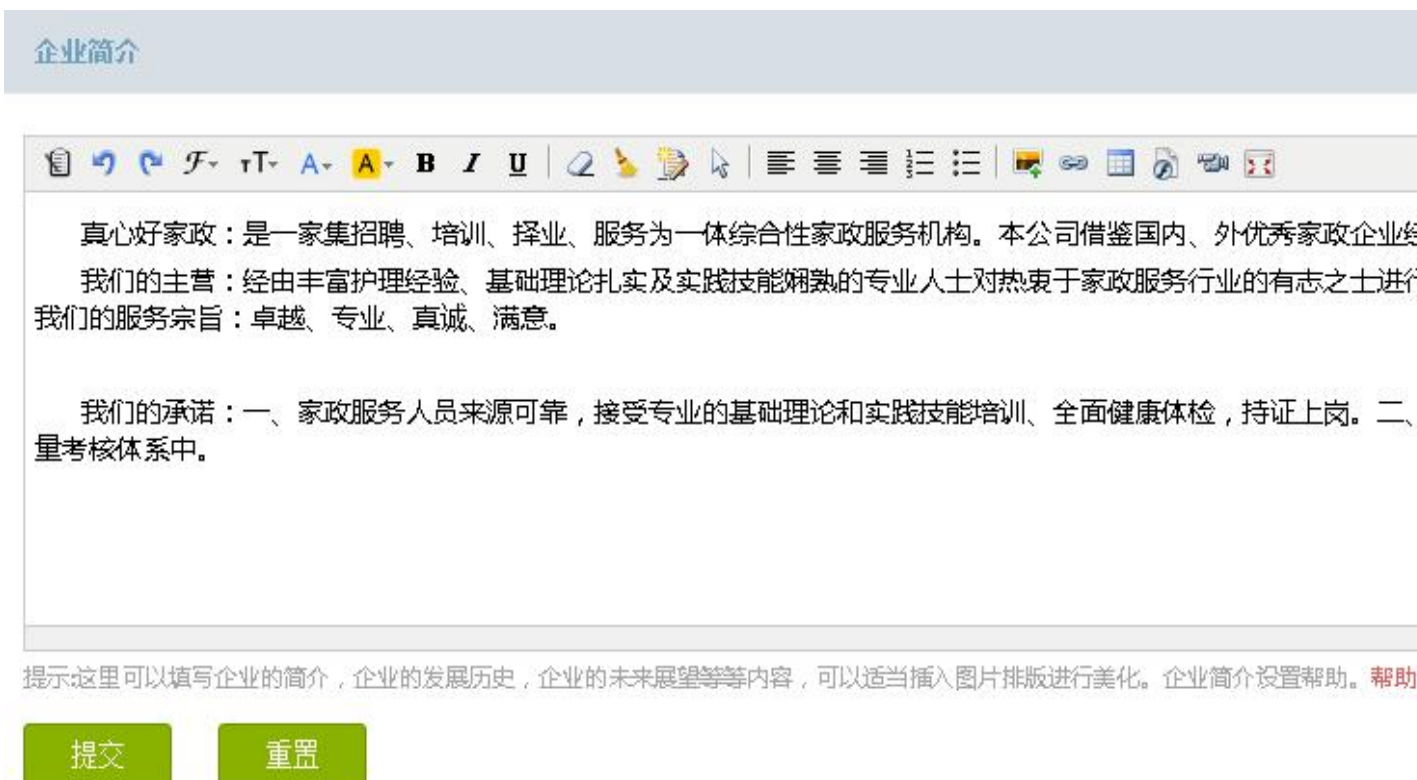 企业简介
真心好家政：是一家集招聘、培训、择业、服务为一体综合性家政服务机构。本公司借鉴国内、外优秀家政企业经
我们的主营：经由丰富护理经验、基础理论扎实及实践技能娴熟的专业人士对热衷于家政服务行业的有志之士进行
我们的服务宗旨：卓越、专业、真诚、满意。
我们的承诺：一、家政服务人员来源可靠，接受专业的基础理论和实践技能培训、全面健康体检，持证上岗。二、
量考核体系中。
提示:这里可以填写企业的简介，企业的发展历史，企业的未来展望等等内容，可以适当插入图片排版进行美化。企业简介设置帮助。帮助
提交 重置